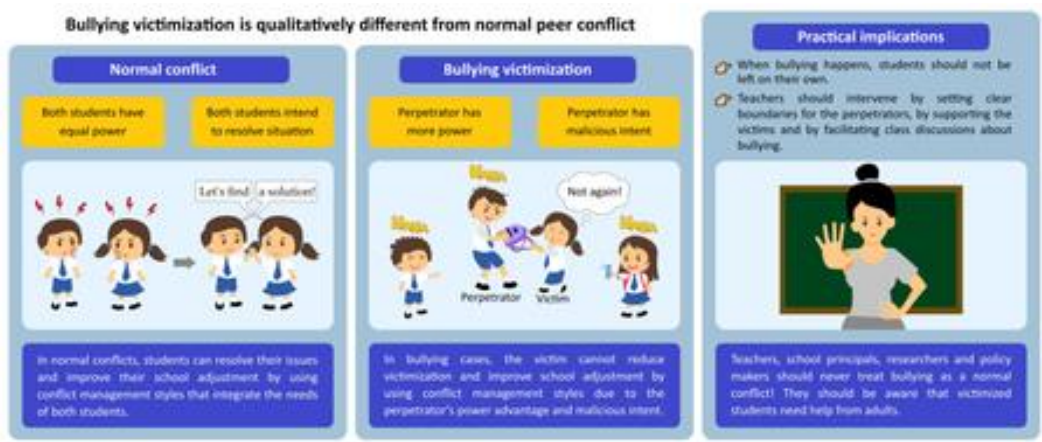 Bullying victimization is qualitatively different from normal peer conflict
Normal conflict
Both students have
equal power
Both students intend
to resolve situation
Let's find a solution!
In normal conflicts, students can resolve their issues
and improve their school adjustment by using
conflict management styles that integrate the needs
of both students.
Bullying victimization
Perpetrator has
more power
Perpetrator has
malicious intent
Not again!
Perpetrator
Victim
In bullying cases, the victim cannot reduce
victimization and improve school adjustment by
using conflict management styles due to the
perpetrator's power advantage and malicious intent.
Practical implications
When bullying happens, students should not be
left on their own.
Teachers should intervene by setting clear
boundaries for the perpetrators, by supporting the
victims and by facilitating class discussions about
bullying.
Teachers, school principals, researchers and policy
makers should never treat bullying as a normal
conflict! They should be aware that victimized
students need help from adults.